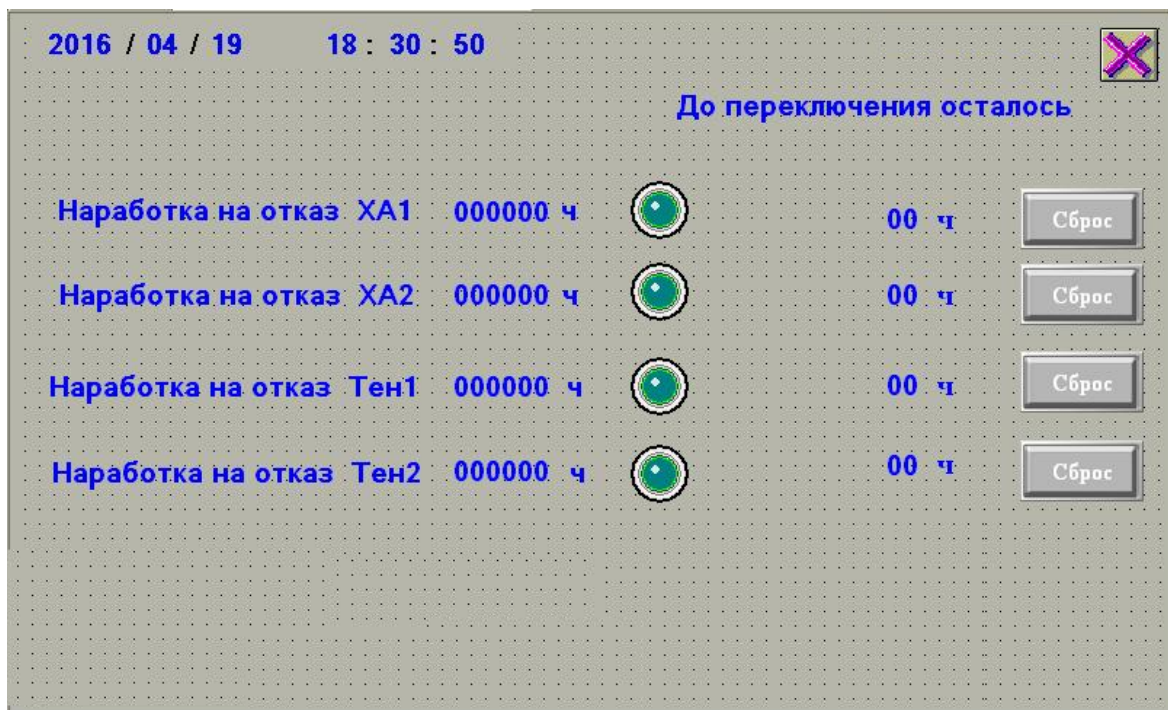 2016 / 04 / 19 18 : 30 : 50
До переключения осталось
Наработка на отказ ХА1 000000 ч 00 ч Сброс
Наработка на отказ ХА2 000000 ч 00 ч Сброс
Наработка на отказ Тен1 000000 ч 00 ч Сброс
Наработка на отказ Тен2 000000 ч 00 ч Сброс